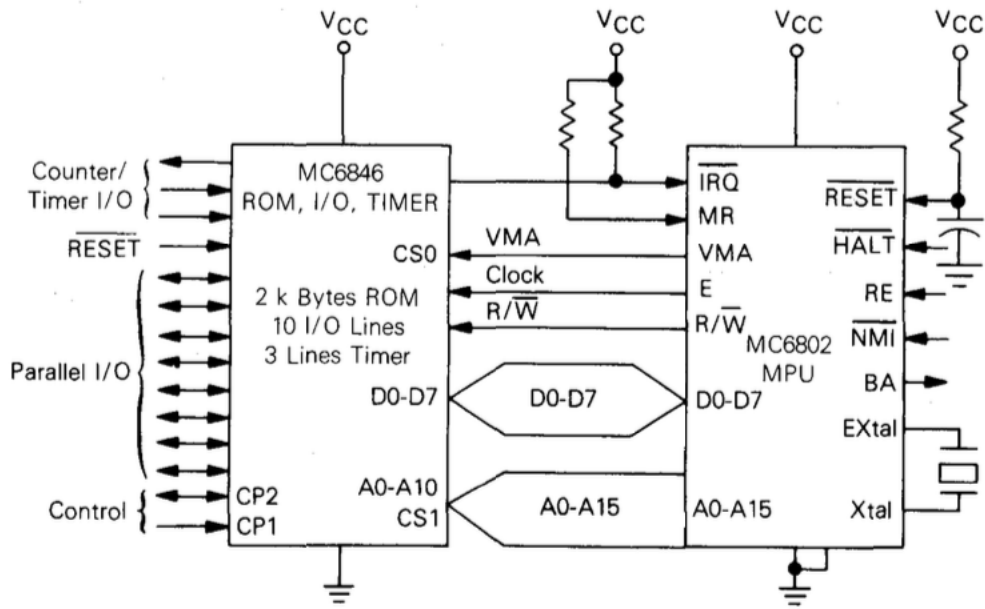 VCC
VCC
VCC
VCC
Counter/
Timer I/O
RESET
Parallel I/O
Control
MC6846
ROM, I/O, TIMER
CS0
2 k Bytes ROM
10 I/O Lines
3 Lines Timer
D0-D7
A0-A10
CS1
CP2
CP1
VMA
Clock
R/W
D0-D7
A0-A15
IRQ
MR
VMA
E
R/W
MC6802
MPU
D0-D7
A0-A15
RESET
HALT
RE
NMI
BA
EXtal
Xtal